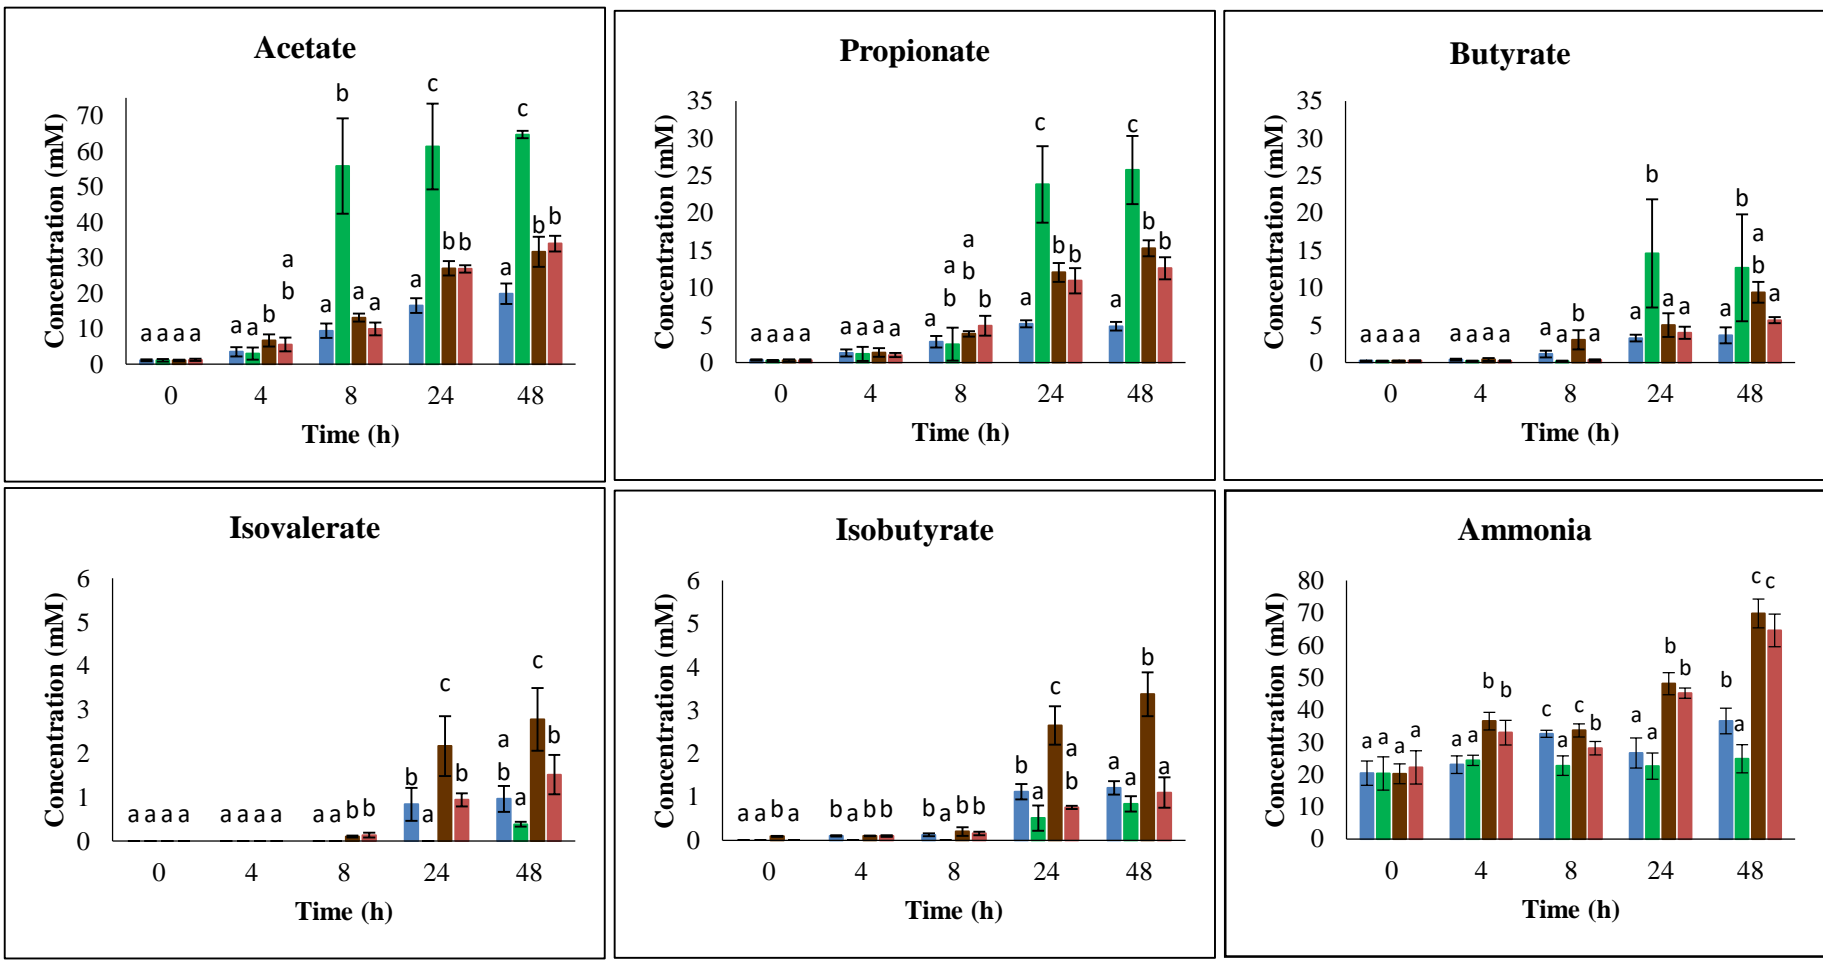 Acetate
Concentration (mM)
70
60
50
40
30
20
10
0
a a a a
a a b a b
a b a a
a c b b
a c b b
0 4 8 24 48
Time (h)
Propionate
Concentration (mM)
35
30
25
20
15
10
5
0
a a a a
a a a a
a a b a b b
a c b b
a c b b
0 4 8 24 48
Time (h)
Butyrate
Concentration (mM)
35
30
25
20
15
10
5
0
a a a a
a a a a
a a b a
a b a a
a b a b a
0 4 8 24 48
Time (h)
Isovalerate
Concentration (mM)
6
5
4
3
2
1
0
a a a a
a a a a
a a b b
b a c b
a b a c b
0 4 8 24 48
Time (h)
Isobutyrate
Concentration (mM)
6
5
4
3
2
1
0
a a b a
b a b b
b a b b
b a c a b
a a b a
0 4 8 24 48
Time (h)
Ammonia
Concentration (mM)
80
70
60
50
40
30
20
10
0
a a a a
a a b b
c a c b
a a b b
b a c c
0 4 8 24 48
Time (h)